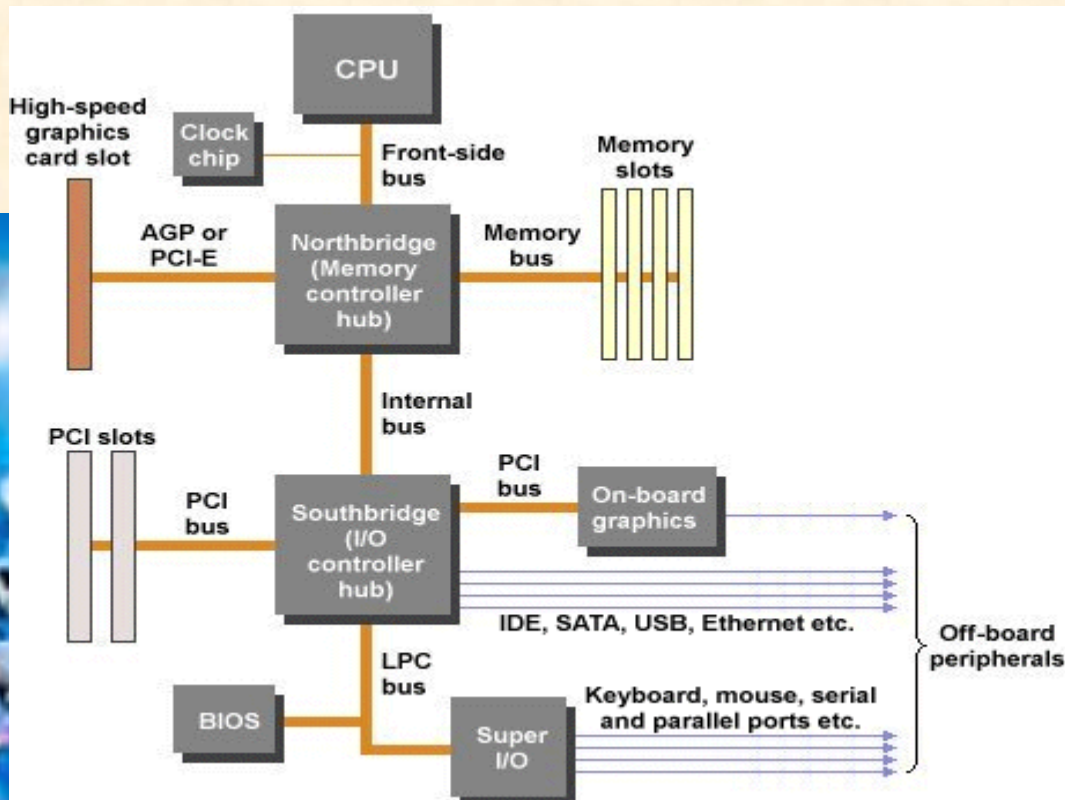 CPU
High-speed
graphics
card slot
Clock
chip
Front-side
bus
Memory
slots
AGP or
PCI-E
Northbridge
(Memory
controller
hub)
Memory
bus
Internal
bus
PCI slots
PCI
bus
Southbridge
(I/O
controller
hub)
PCI
bus
On-board
graphics
IDE, SATA, USB, Ethernet etc.
Off-board
peripherals
LPC
bus
BIOS
Keyboard, mouse, serial
and parallel ports etc.
Super
I/O